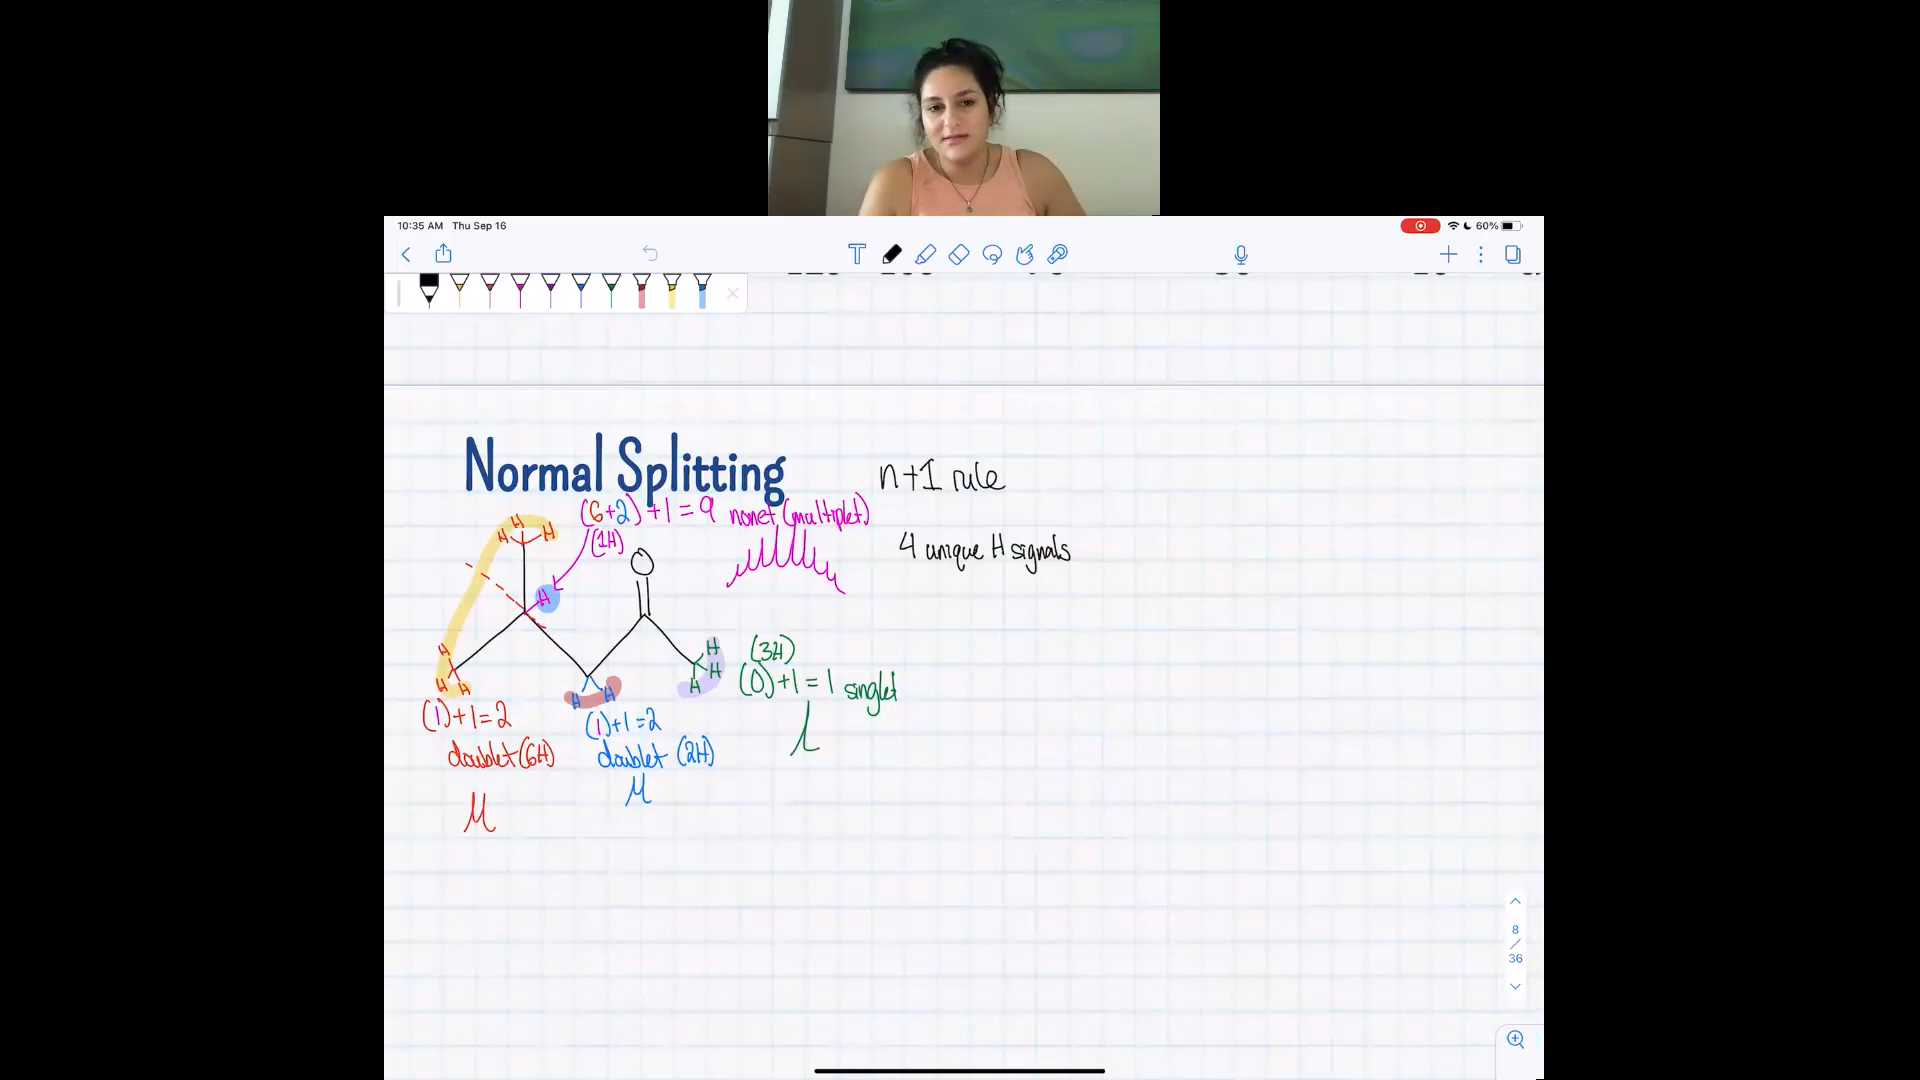 10:35 AM Thu Sep 16
60%
T
Normal Splitting
n+1 rule
(6+2)+1=9 nonet (multiplet)
(1H)
4 unique H signals
H
H H
O
H
H
H H
H H
H
H
H
(3H)
(0)+1=1 singlet
(1)+1=2
doublet (6H)
(1)+1=2
doublet (2H)
8
/
36